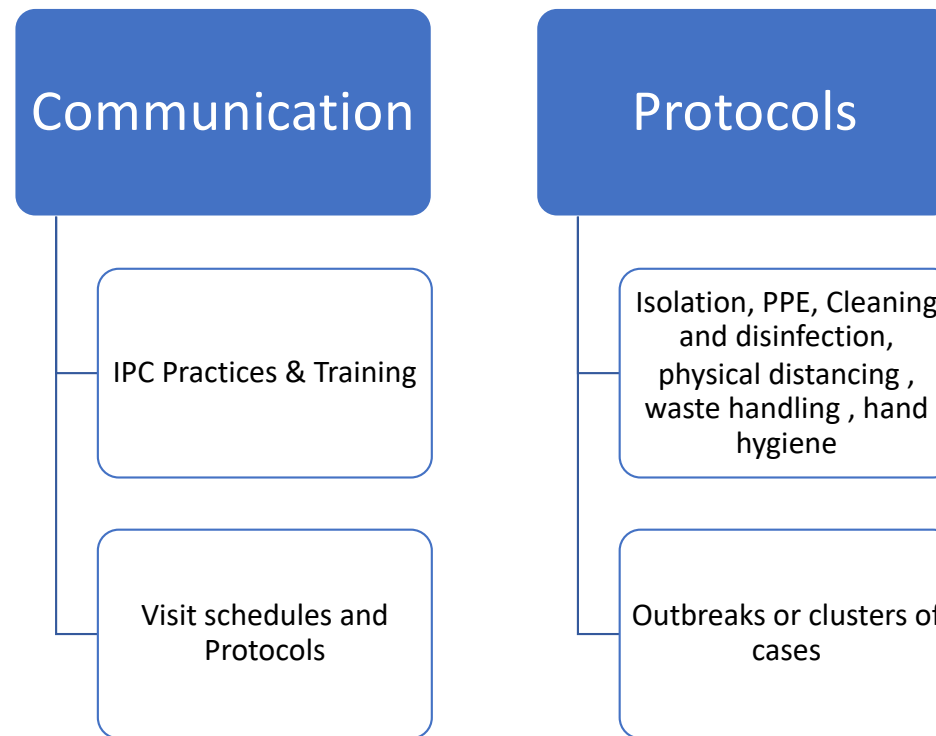 Communication
IPC Practices & Training
Visit schedules and
Protocols
Protocols
Isolation, PPE, Cleaning
and disinfection,
physical distancing ,
waste handling , hand
hygiene
Outbreaks or clusters of
cases